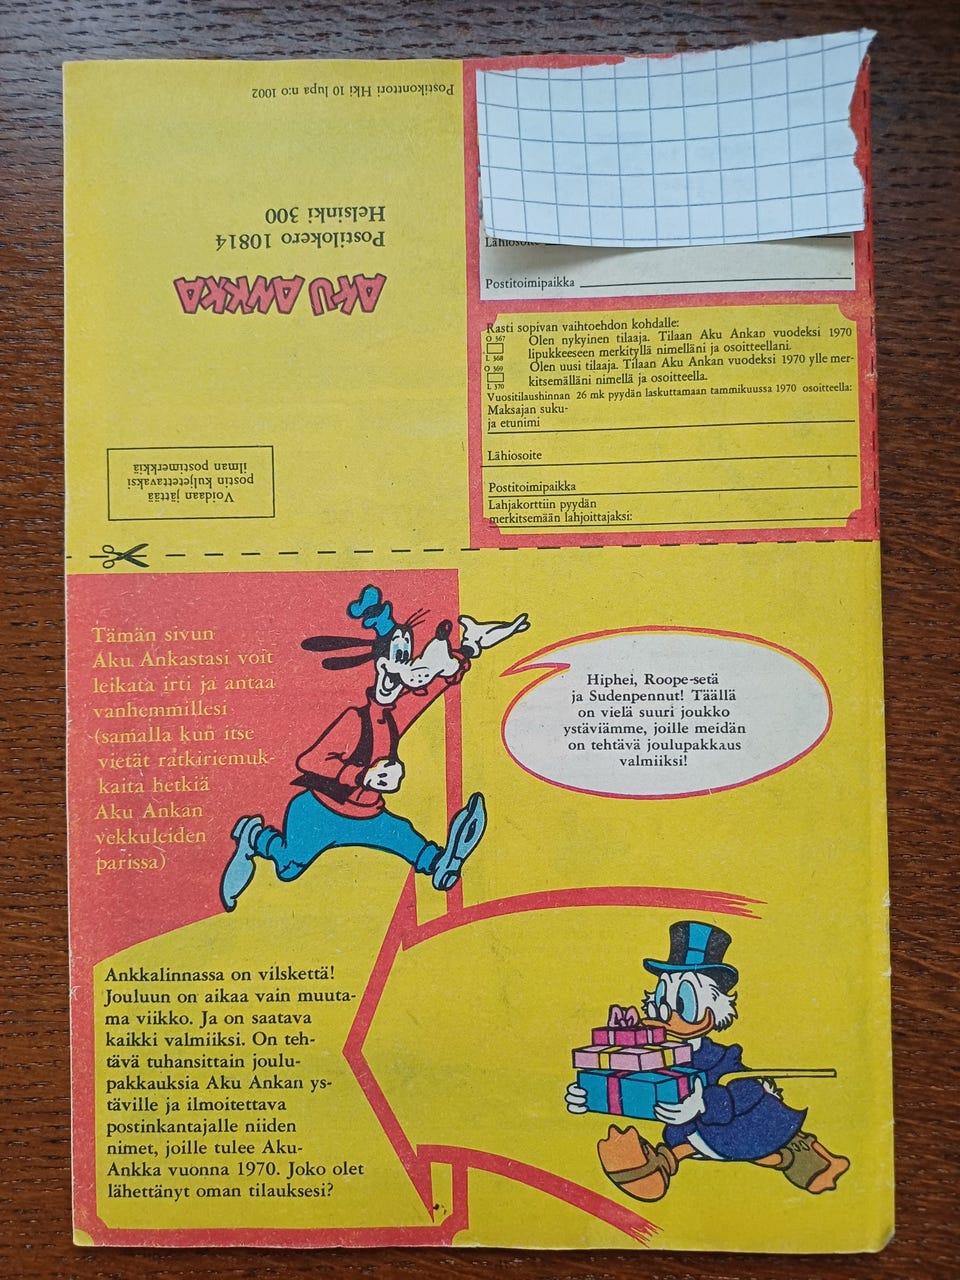 Postikonttori Hki 10 lupa n:o 1002
AKU ANKKA
Postilokero 10814
Helsinki 300
Voidaan jättää
postin kuljetettavaksi
ilman postimerkkiä
Lähiosoite
Postitoimipaikka
Rasti sopivan vaihtoehdon kohdalle:
O 367
L 368
Olen nykyinen tilaaja. Tilaan Aku Ankan vuodeksi 1970
lipukkeeseen merkityllä nimelläni ja osoitteellani.
O 369
L 370
Olen uusi tilaaja. Tilaan Aku Ankan vuodeksi 1970 ylle mer-
kitsemälläni nimellä ja osoitteella.
Vuositilaushinnan 26 mk pyydän laskuttamaan tammikuussa 1970 osoitteella:
Maksajan suku-
ja etunimi
Lähiosoite
Postitoimipaikka
Lahjakorttiin pyydän
merkitsemään lahjoittajaksi:
Tämän sivun
Aku Ankastasi voit
leikata irti ja antaa
vanhemmillesi
(samalla kun itse
vietät rätkiriemuk-
kaita hetkiä
Aku Ankan
vekkuleiden
parissa)
Hiphei, Roope-setä
ja Sudenpennut! Täällä
on vielä suuri joukko
ystäviämme, joille meidän
on tehtävä joulupakkaus
valmiiksi!
Ankkalinnassa on vilskettä!
Jouluun on aikaa vain muuta-
ma viikko. Ja on saatava
kaikki valmiiksi. On teh-
tävä tuhansittain joulu-
pakkauksia Aku Ankan ys-
täville ja ilmoitettava
postinkantajalle niiden
nimet, joille tulee Aku-
Ankka vuonna 1970. Joko olet
lähettänyt oman tilauksesi?